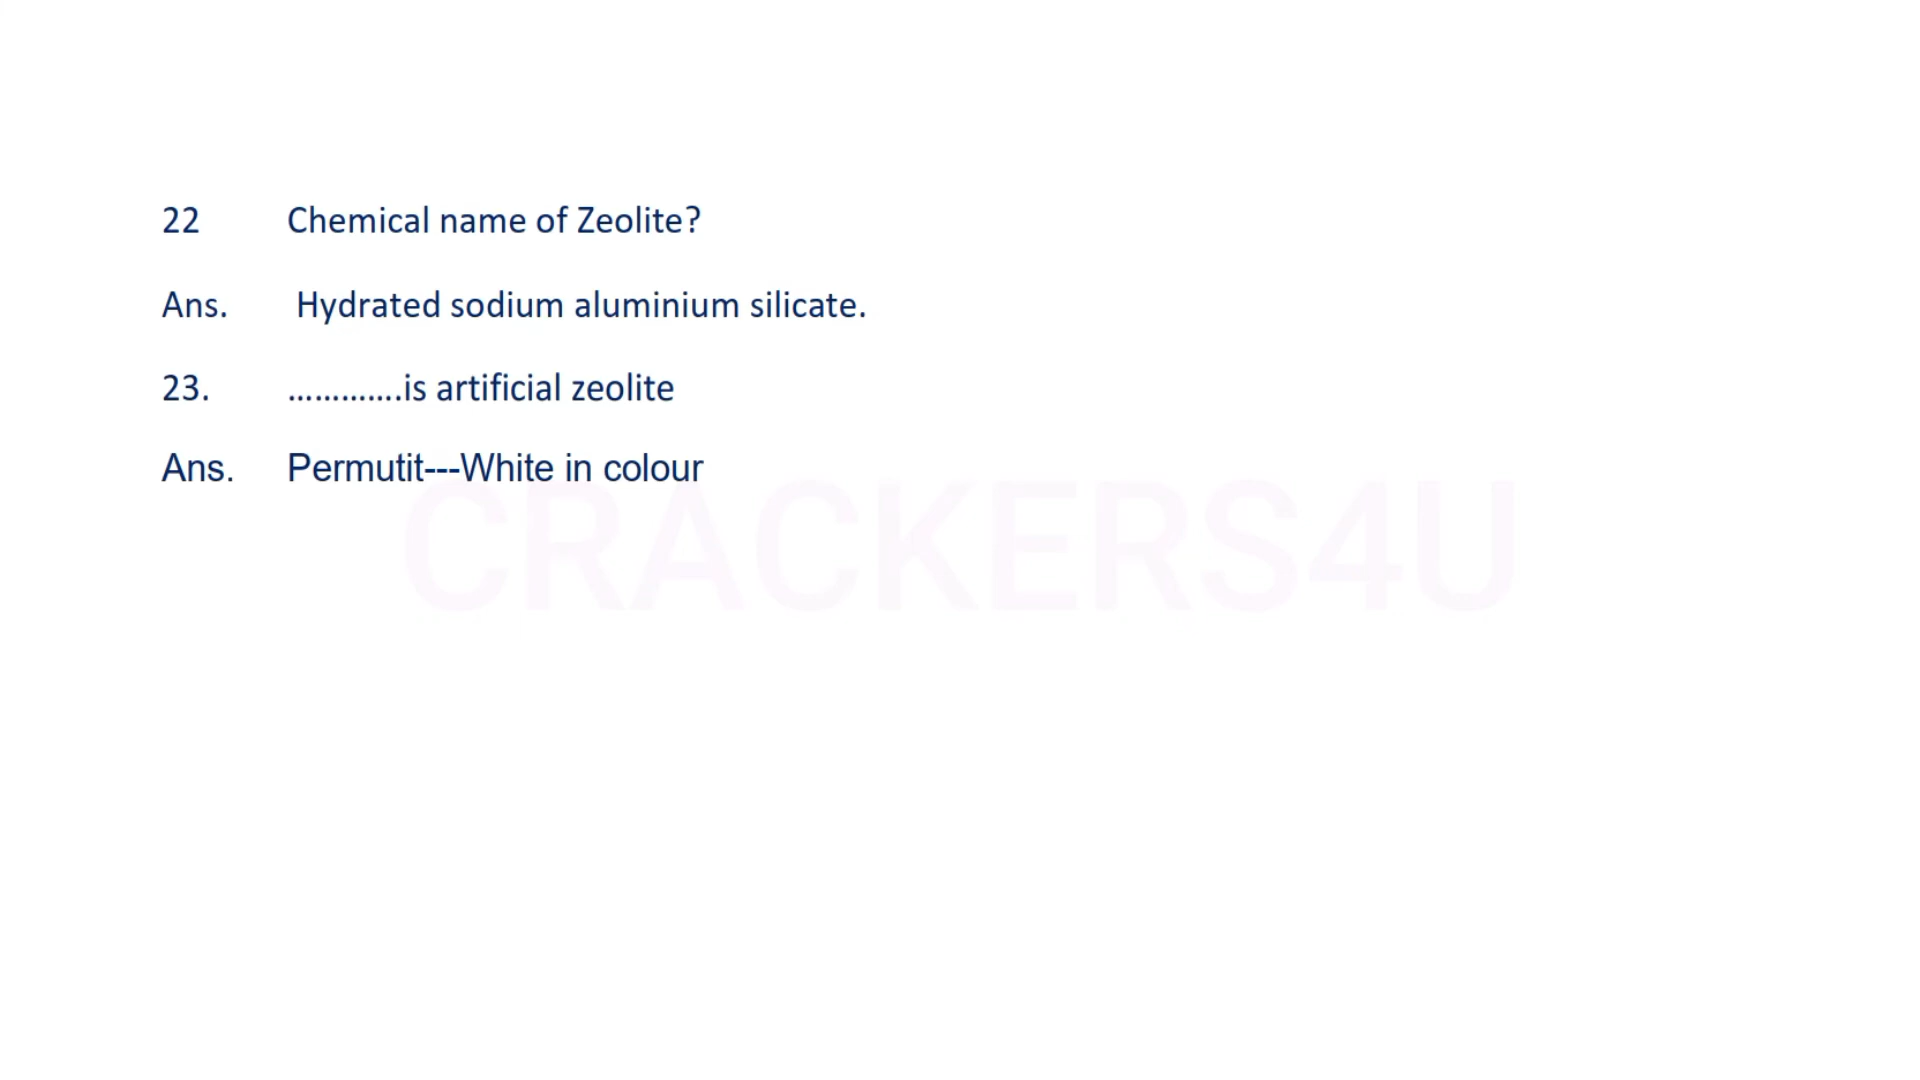 22 Chemical name of Zeolite?
Ans. Hydrated sodium aluminium silicate.
23. .............is artificial zeolite
Ans. Permutit---White in colour
CRACKERS4U